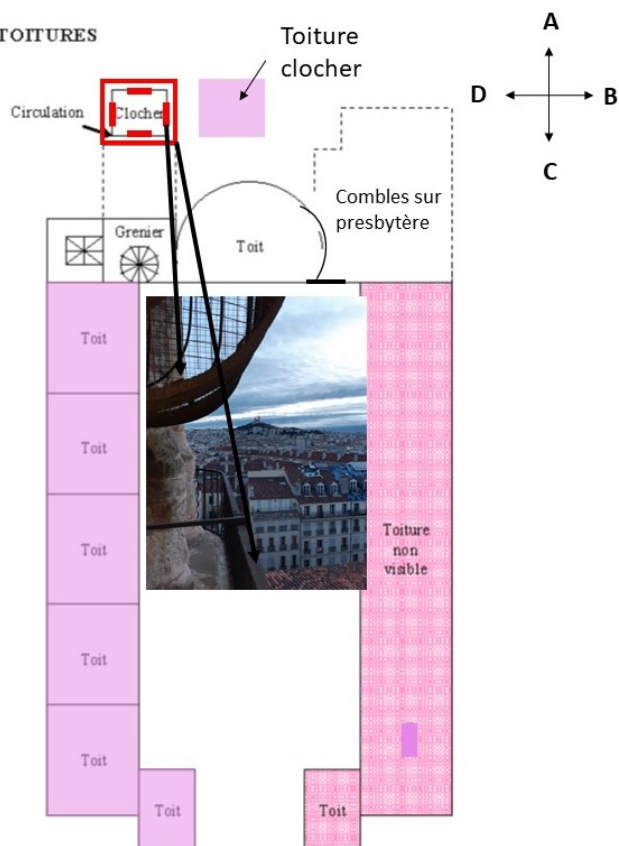 TOITURES
Toiture
clocher
A
D
B
C
Circulation
Clocher
Combles sur
presbytère
Grenier
Toit
Toit
Toit
Toit
Toiture
non
visible
Toit
Toit
Toit
Toit